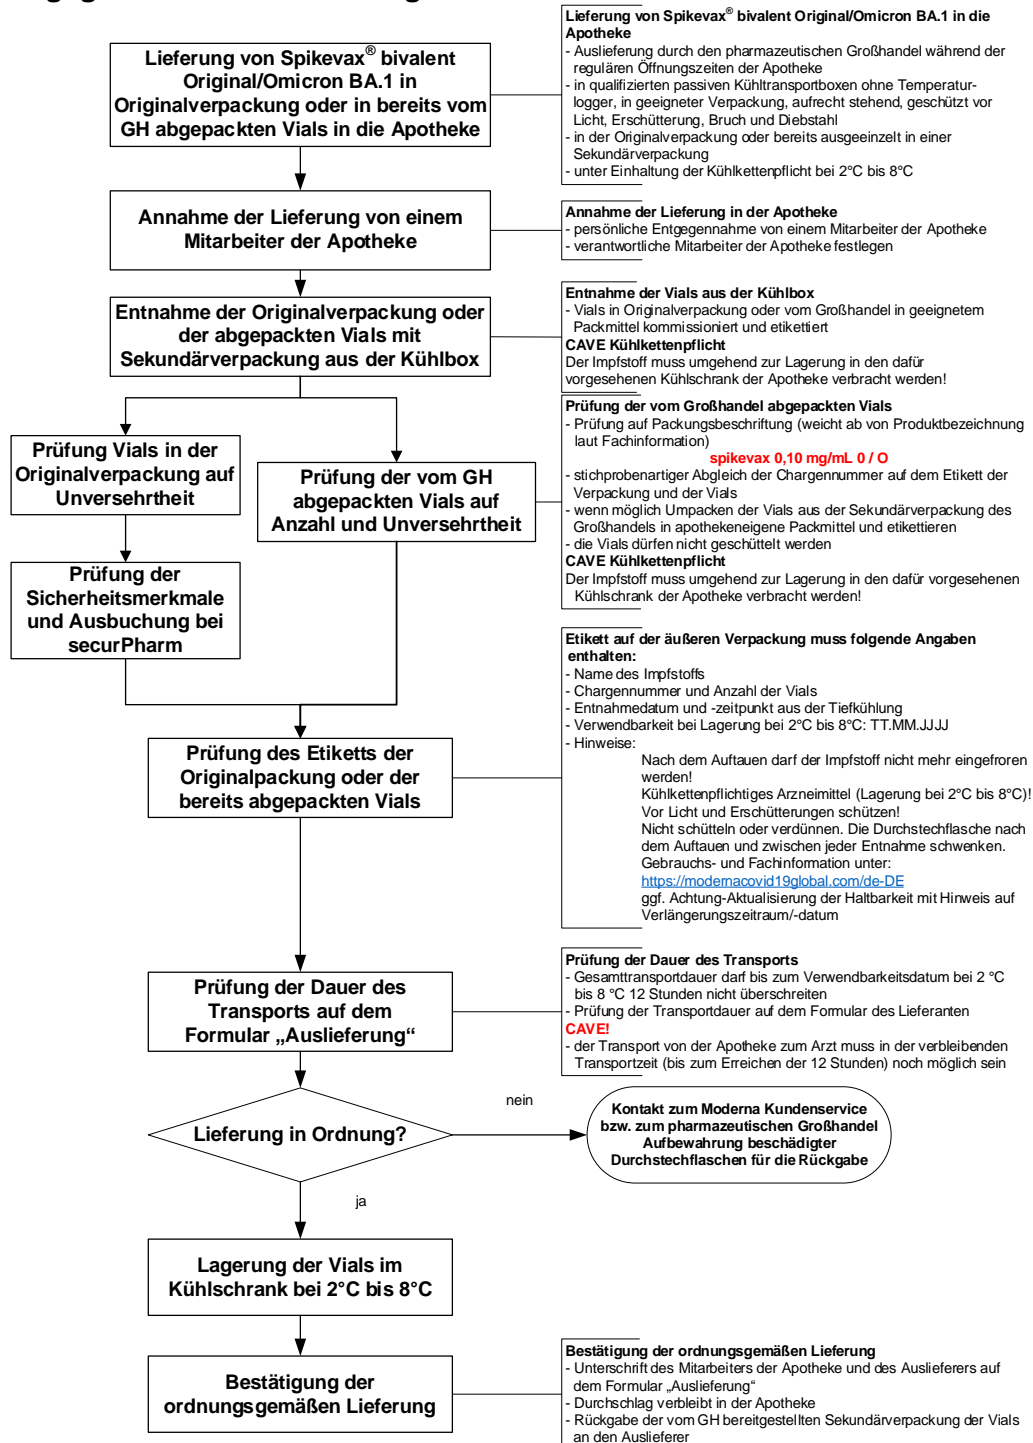 Lieferung von Spikevax® bivalent
Original/Omicron BA.1 in
Originalverpackung oder in bereits vom
GH abgepackten Vials in die Apotheke
Lieferung von Spikevax® bivalent Original/Omicron BA.1 in die
Apotheke
- Auslieferung durch den pharmazeutischen Großhandel während der
regulären Öffnungszeiten der Apotheke
- in qualifizierten passiven Kühltransportboxen ohne Temperatur-
logger, in geeigneter Verpackung, aufrecht stehend, geschützt vor
Licht, Erschütterung, Bruch und Diebstahl
- in der Originalverpackung oder bereits ausgeeinzelt in einer
Sekundärverpackung
- unter Einhaltung der Kühlkettenpflicht bei 2°C bis 8°C
Annahme der Lieferung von einem
Mitarbeiter der Apotheke
Annahme der Lieferung in der Apotheke
- persönliche Entgegennahme von einem Mitarbeiter der Apotheke
- verantwortliche Mitarbeiter der Apotheke festlegen
Entnahme der Originalverpackung oder
der abgepackten Vials mit
Sekundärverpackung aus der Kühlbox
Entnahme der Vials aus der Kühlbox
- Vials in Originalverpackung oder vom Großhandel in geeignetem
Packmittel kommissioniert und etikettiert
CAVE Kühlkettenpflicht
Der Impfstoff muss umgehend zur Lagerung in den dafür
vorgesehenen Kühlschrank der Apotheke verbracht werden!
Prüfung Vials in der
Originalverpackung auf
Unversehrtheit
Prüfung der vom GH
abgepackten Vials auf
Anzahl und Unversehrtheit
Prüfung der vom Großhandel abgepackten Vials
- Prüfung auf Packungsbeschriftung (weicht ab von Produktbezeichnung
laut Fachinformation)
spikevax 0,10 mg/mL 0 / O
- stichprobenartiger Abgleich der Chargennummer auf dem Etikett der
Verpackung und der Vials
- wenn möglich Umpacken der Vials aus der Sekundärverpackung des
Großhandels in apothekeneigene Packmittel und etikettieren
- die Vials dürfen nicht geschüttelt werden
CAVE Kühlkettenpflicht
Der Impfstoff muss umgehend zur Lagerung in den dafür vorgesehenen
Kühlschrank der Apotheke verbracht werden!
Prüfung der
Sicherheitsmerkmale
und Ausbuchung bei
securPharm
Prüfung des Etiketts der
Originalpackung oder der
bereits abgepackten Vials
Etikett auf der äußeren Verpackung muss folgende Angaben
enthalten:
- Name des Impfstoffs
- Chargennummer und Anzahl der Vials
- Entnahmedatum und -zeitpunkt aus der Tiefkühlung
- Verwendbarkeit bei Lagerung bei 2°C bis 8°C: TT.MM.JJJJ
- Hinweise:
Nach dem Auftauen darf der Impfstoff nicht mehr eingefroren
werden!
Kühlkettenpflichtiges Arzneimittel (Lagerung bei 2°C bis 8°C)!
Vor Licht und Erschütterungen schützen!
Nicht schütteln oder verdünnen. Die Durchstechflasche nach
dem Auftauen und zwischen jeder Entnahme schwenken.
Gebrauchs- und Fachinformation unter:
https://modernacovid19global.com/de-DE
ggf. Achtung-Aktualisierung der Haltbarkeit mit Hinweis auf
Verlängerungszeitraum/-datum
Prüfung der Dauer des
Transports auf dem
Formular „Auslieferung“
Prüfung der Dauer des Transports
- Gesamttransportdauer darf bis zum Verwendbarkeitsdatum bei 2 °C
bis 8 °C 12 Stunden nicht überschreiten
- Prüfung der Transportdauer auf dem Formular des Lieferanten
CAVE!
- der Transport von der Apotheke zum Arzt muss in der verbleibenden
Transportzeit (bis zum Erreichen der 12 Stunden) noch möglich sein
Lieferung in Ordnung?
nein
Kontakt zum Moderna Kundenservice
bzw. zum pharmazeutischen Großhandel
Aufbewahrung beschädigter
Durchstechflaschen für die Rückgabe
ja
Lagerung der Vials im
Kühlschrank bei 2°C bis 8°C
Bestätigung der
ordnungsgemäßen Lieferung
Bestätigung der ordnungsgemäßen Lieferung
- Unterschrift des Mitarbeiters der Apotheke und des Auslieferers auf
dem Formular „Auslieferung“
- Durchschlag verbleibt in der Apotheke
- Rückgabe der vom GH bereitgestellten Sekundärverpackung der Vials
an den Auslieferer